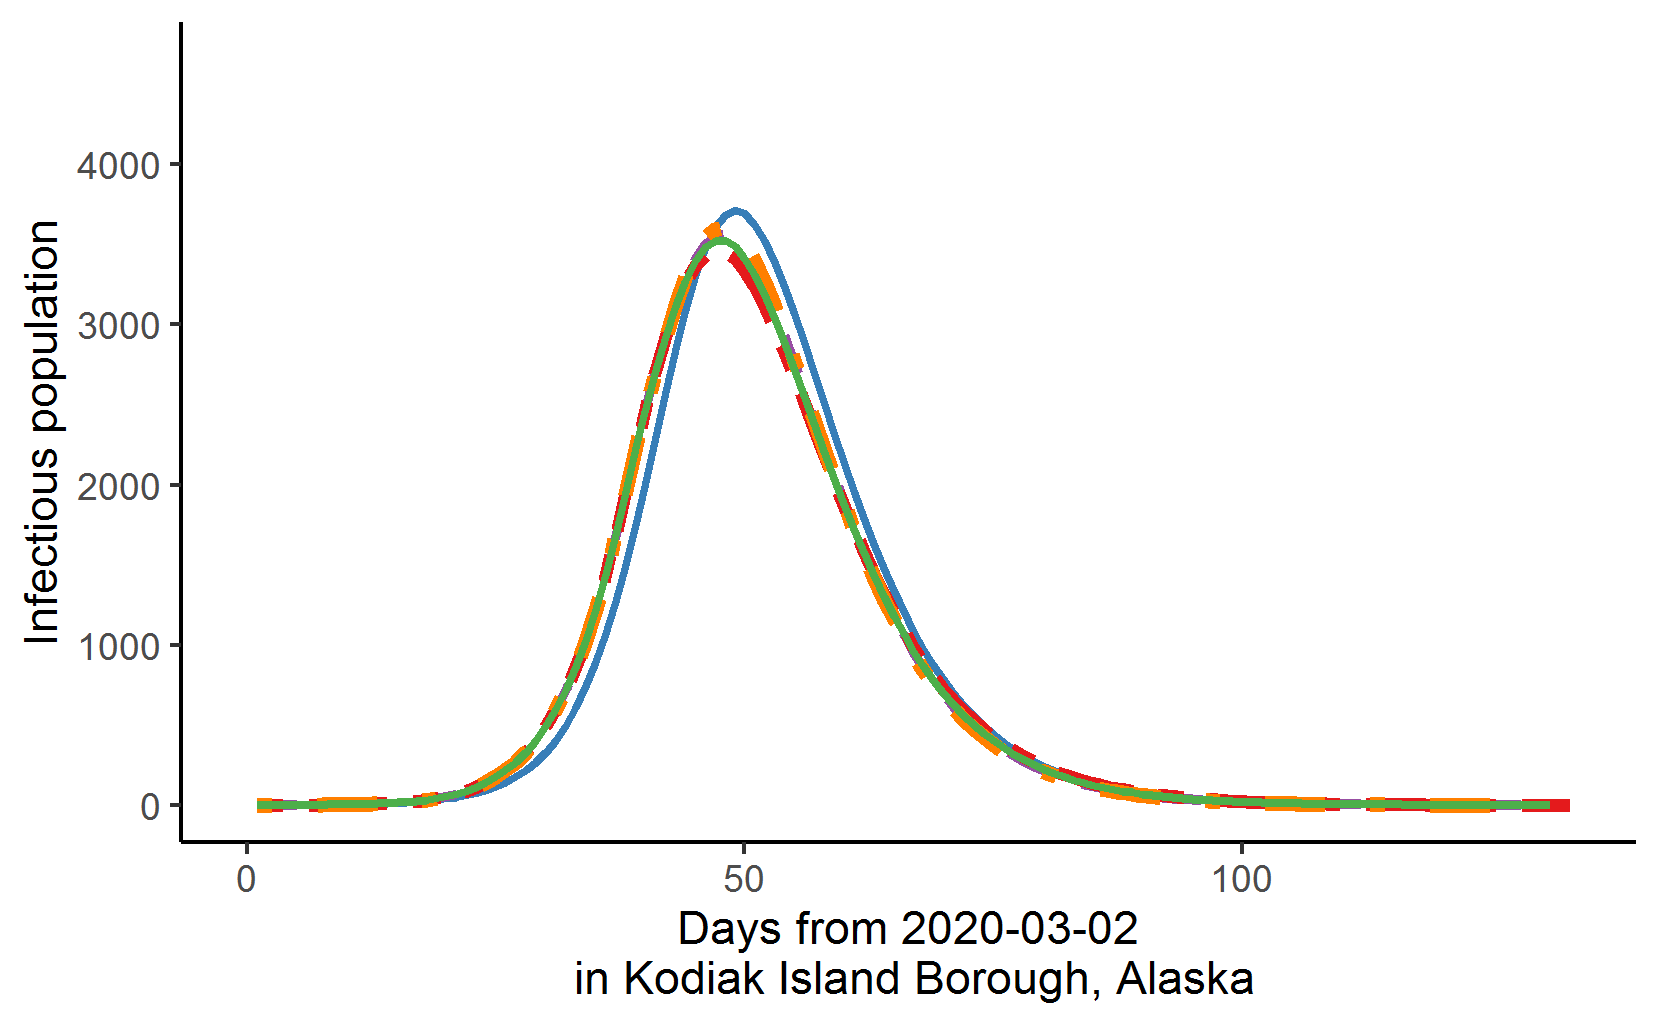 Infectious population
4000
3000
2000
1000
0
0 50 100
Days from 2020-03-02
in Kodiak Island Borough, Alaska